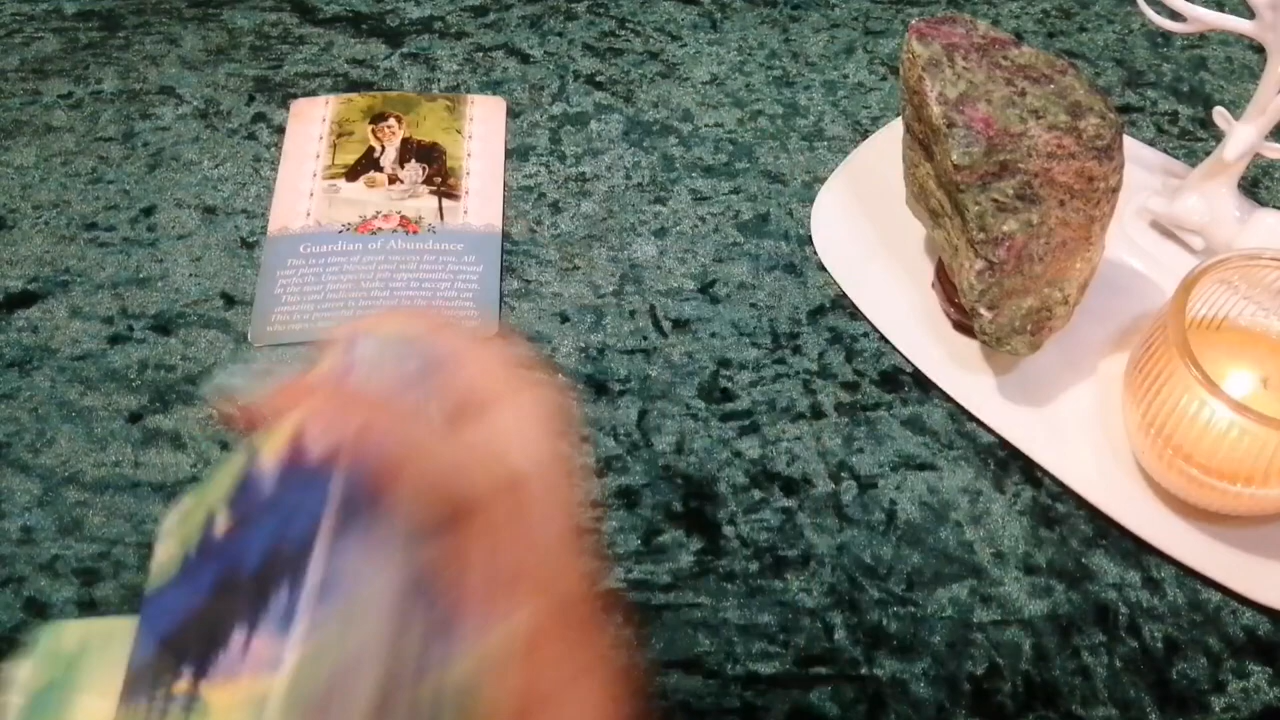 Guardian of Abundance
This is a time of great success for you. All
your plans are blessed and will move forward
perfectly. Unexpected job opportunities arise
in the near future. Make sure to accept them.
This card indicates that someone with an
amazing career is involved in the situation.
This is a powerful integrity
who